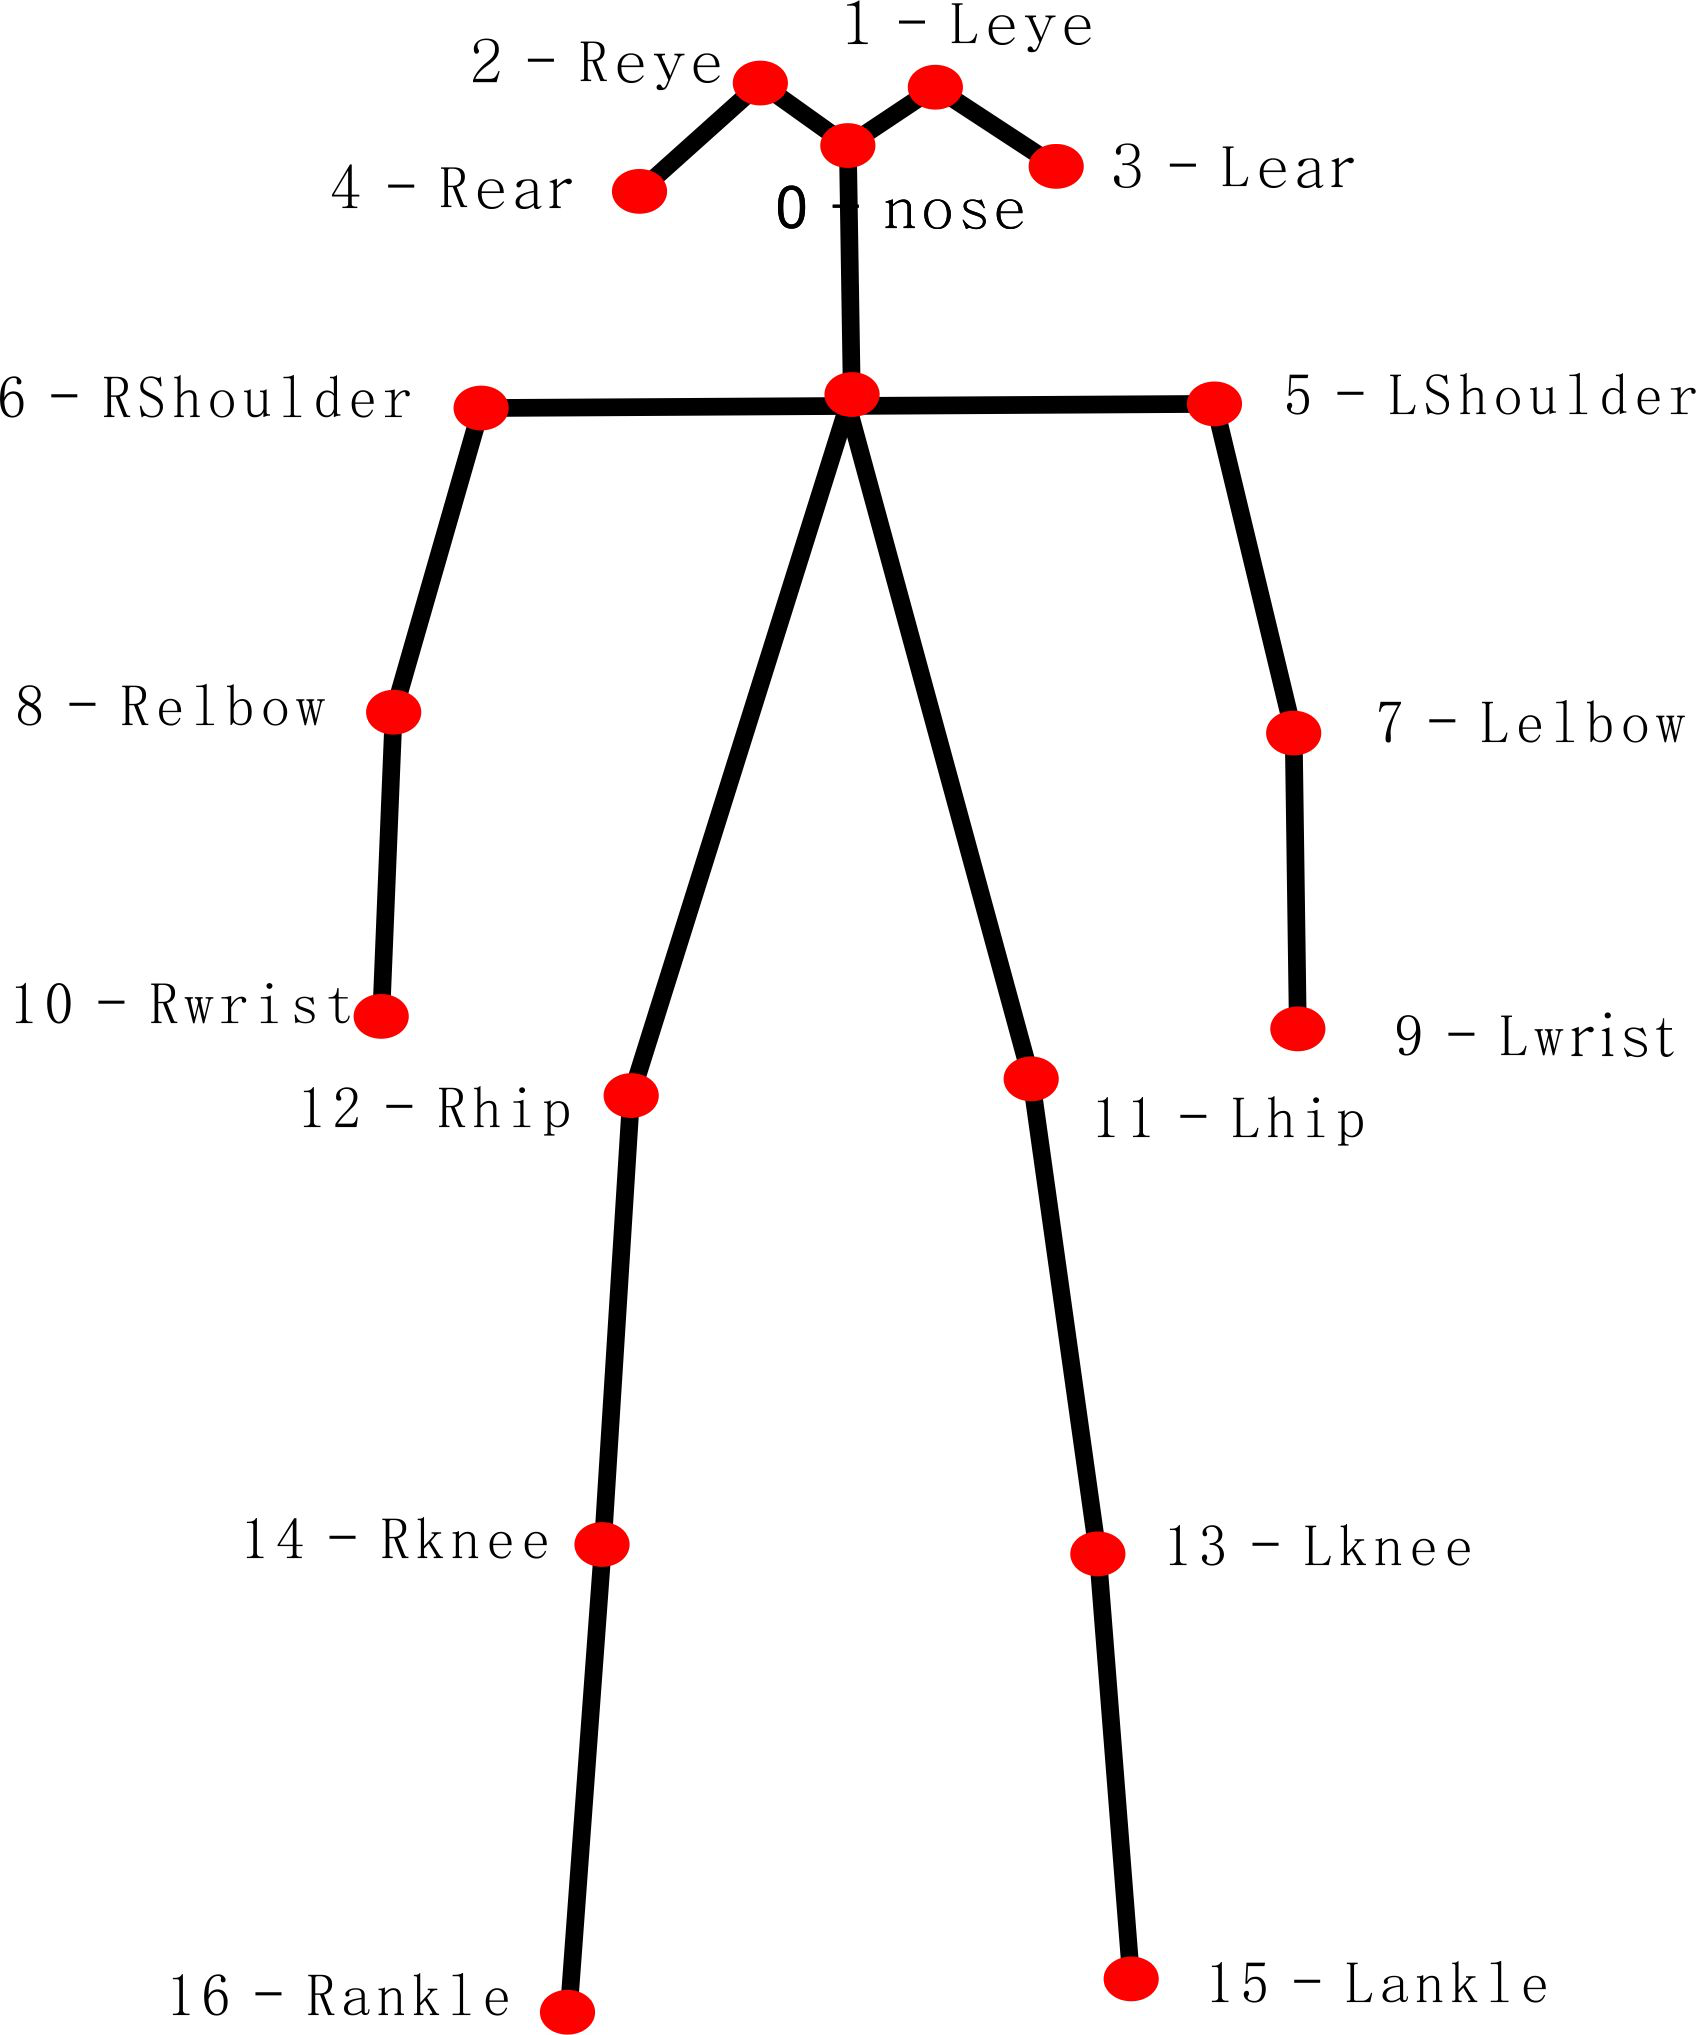 1 - Leye
2 - Reye
3 - Lear
4 - Rear
0 - nose
5 - LShoulder
6 - RShoulder
8 - Relbow
7 - Lelbow
10 - Rwrist
9 - Lwrist
12 - Rhip
11 - Lhip
14 - Rknee
13 - Lknee
15 - Lankle
16 - Rankle